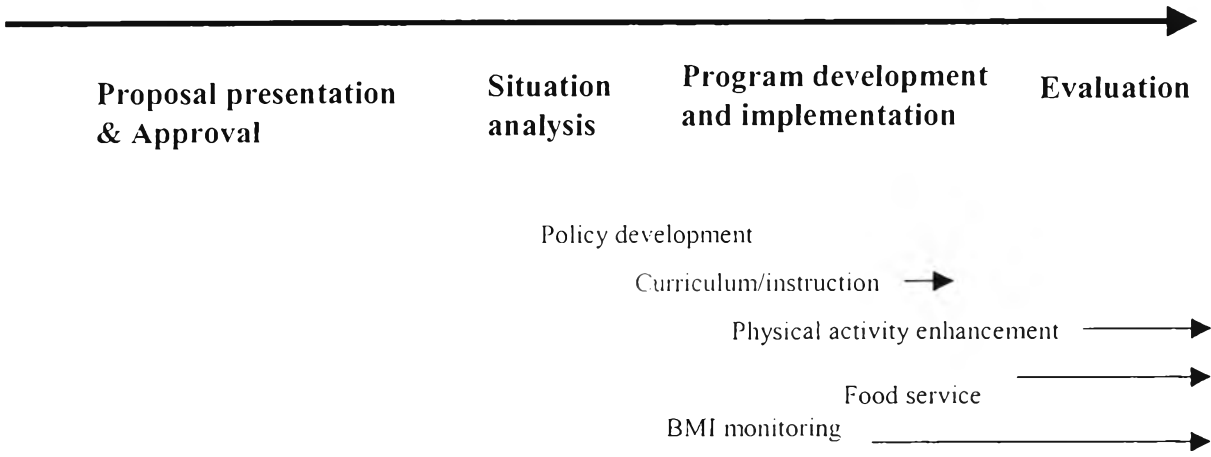 Proposal presentation
& Approval
Situation
analysis
Program development
and implementation
Evaluation
Policy development
Curriculum/instruction
Physical activity enhancement
Food service
BMI monitoring